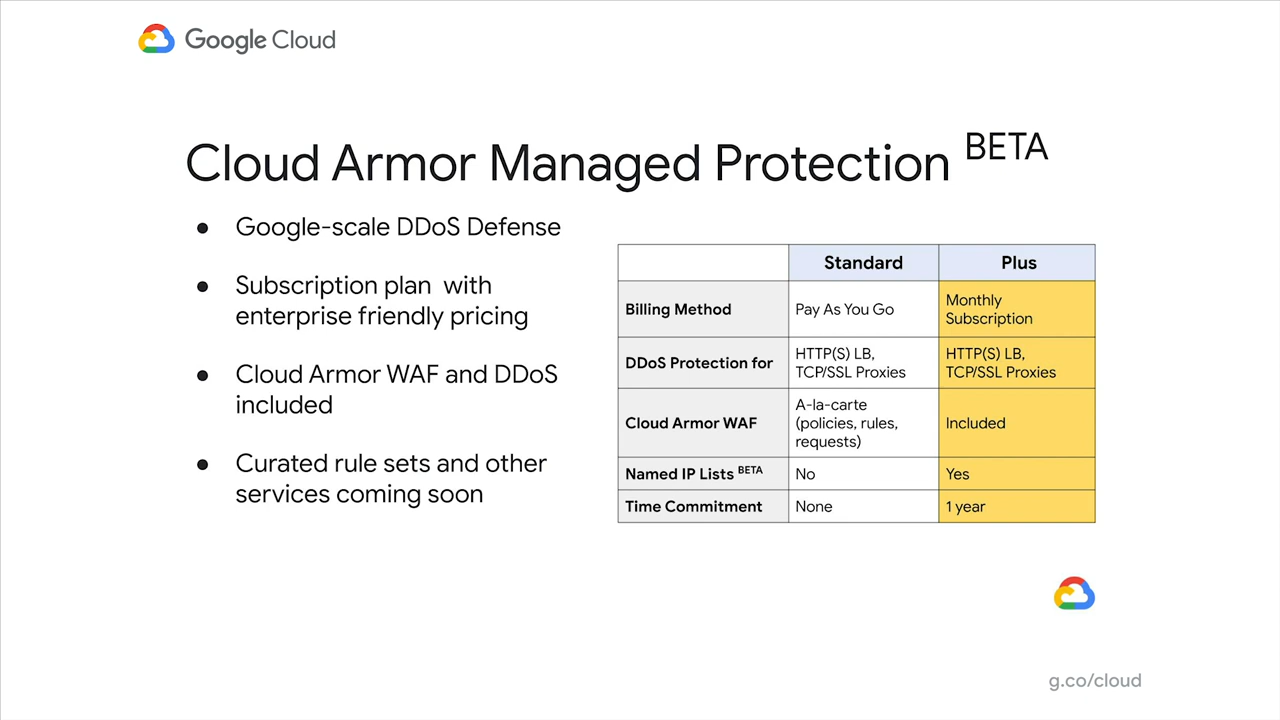 Google Cloud
Cloud Armor Managed Protection BETA
● Google-scale DDoS Defense
● Subscription plan with
enterprise friendly pricing
● Cloud Armor WAF and DDoS
included
● Curated rule sets and other
services coming soon
Standard Plus
Billing Method Pay As You Go Monthly
Subscription
DDoS Protection for HTTP(S) LB,
TCP/SSL Proxies HTTP(S) LB,
TCP/SSL Proxies
Cloud Armor WAF A-la-carte
(policies, rules,
requests) Included
Named IP Lists BETA No Yes
Time Commitment None 1 year
g.co/cloud